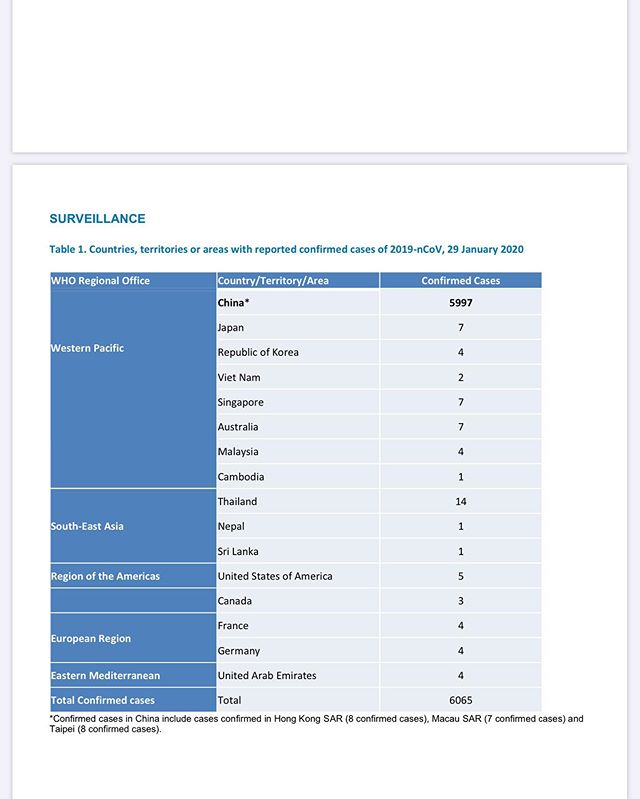 SURVEILLANCE
Table 1. Countries, territories or areas with reported confirmed cases of 2019-nCoV, 29 January 2020
WHO Regional Office Country/Territory/Area Confirmed Cases
China* 5997
Japan 7
Western Pacific
Republic of Korea 4
Viet Nam 2
Singapore 7
Australia 7
Malaysia 4
Cambodia 1
Thailand 14
South-East Asia Nepal 1
Sri Lanka 1
Region of the Americas United States of America 5
Canada 3
France 4
European Region
Germany 4
Eastern Mediterranean United Arab Emirates 4
Total Confirmed cases Total 6065
*Confirmed cases in China include cases confirmed in Hong Kong SAR (8 confirmed cases), Macau SAR (7 confirmed cases) and
Taipei (8 confirmed cases).